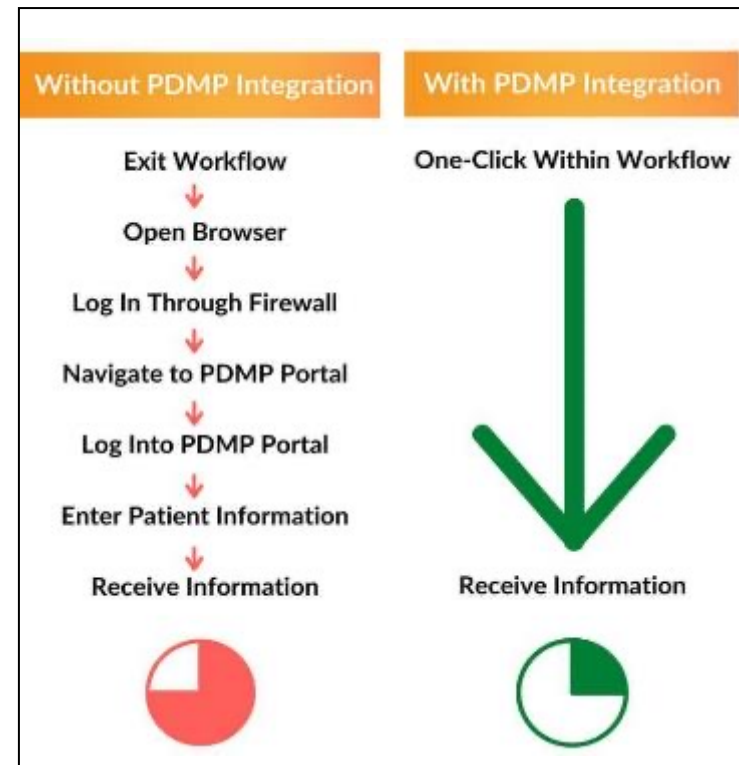 Without PDMP Integration
Exit Workflow
Open Browser
Log In Through Firewall
Navigate to PDMP Portal
Log Into PDMP Portal
Enter Patient Information
Receive Information
With PDMP Integration
One-Click Within Workflow
Receive Information